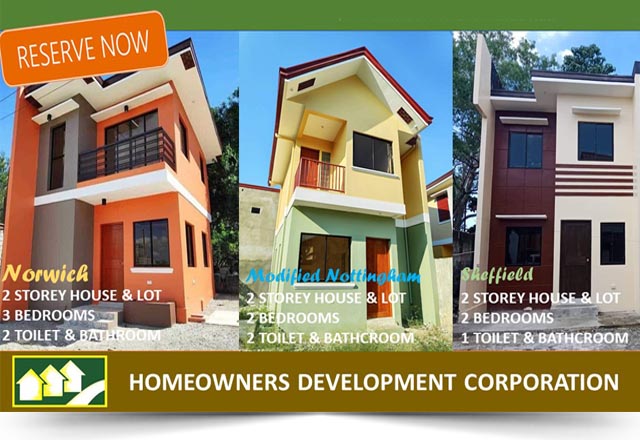 RESERVE NOW
Norwich
2 STOREY HOUSE & LOT
3 BEDROOMS
2 TOILET & BATHCROOM
Modified Nottingham
2 STOREY HOUSE & LOT
2 BEDROOMS
2 TOILET & BATHCROOM
Sheffield
2 STOREY HOUSE & LOT
2 BEDROOMS
1 TOILET & BATHCROOM
HOMEOWNERS DEVELOPMENT CORPORATION